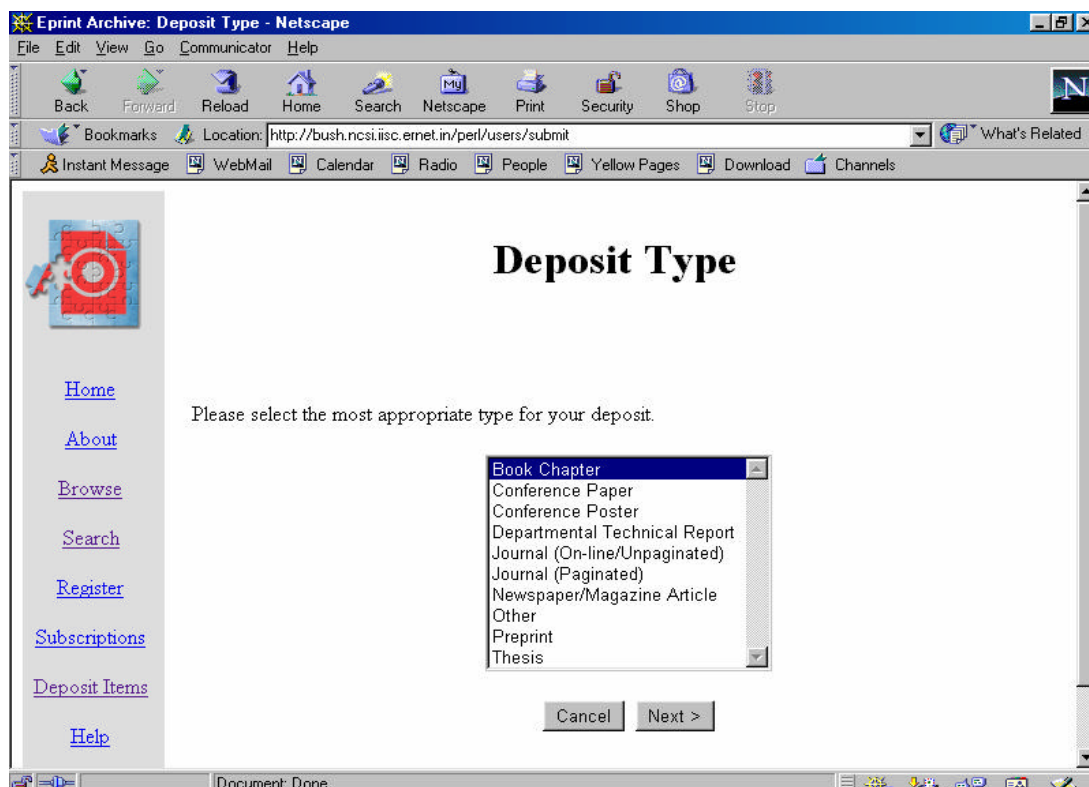 Eprint Archive: Deposit Type - Netscape
File Edit View Go Communicator Help
Back Forward Reload Home Search Netscape Print Security Shop Stop
My
N
Bookmarks Location: http://bush.ncsi.iisc.ernet.in/perl/users/submit What's Related
Instant Message WebMail Calendar Radio People Yellow Pages Download Channels
Deposit Type
Home
About
Browse
Search
Register
Subscriptions
Deposit Items
Help
Please select the most appropriate type for your deposit.
Book Chapter
Conference Paper
Conference Poster
Departmental Technical Report
Journal (On-line/Unpaginated)
Journal (Paginated)
Newspaper/Magazine Article
Other
Preprint
Thesis
Cancel Next >
Document: Done